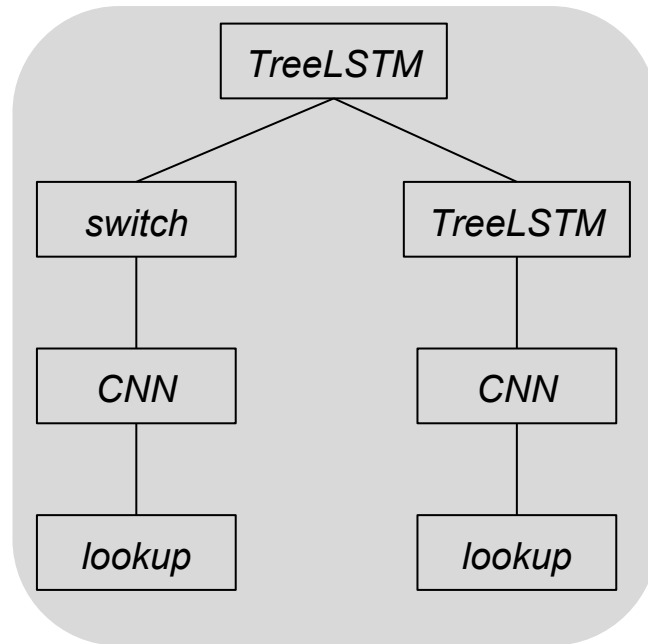 TreeLSTM
switch
TreeLSTM
CNN
CNN
lookup
lookup